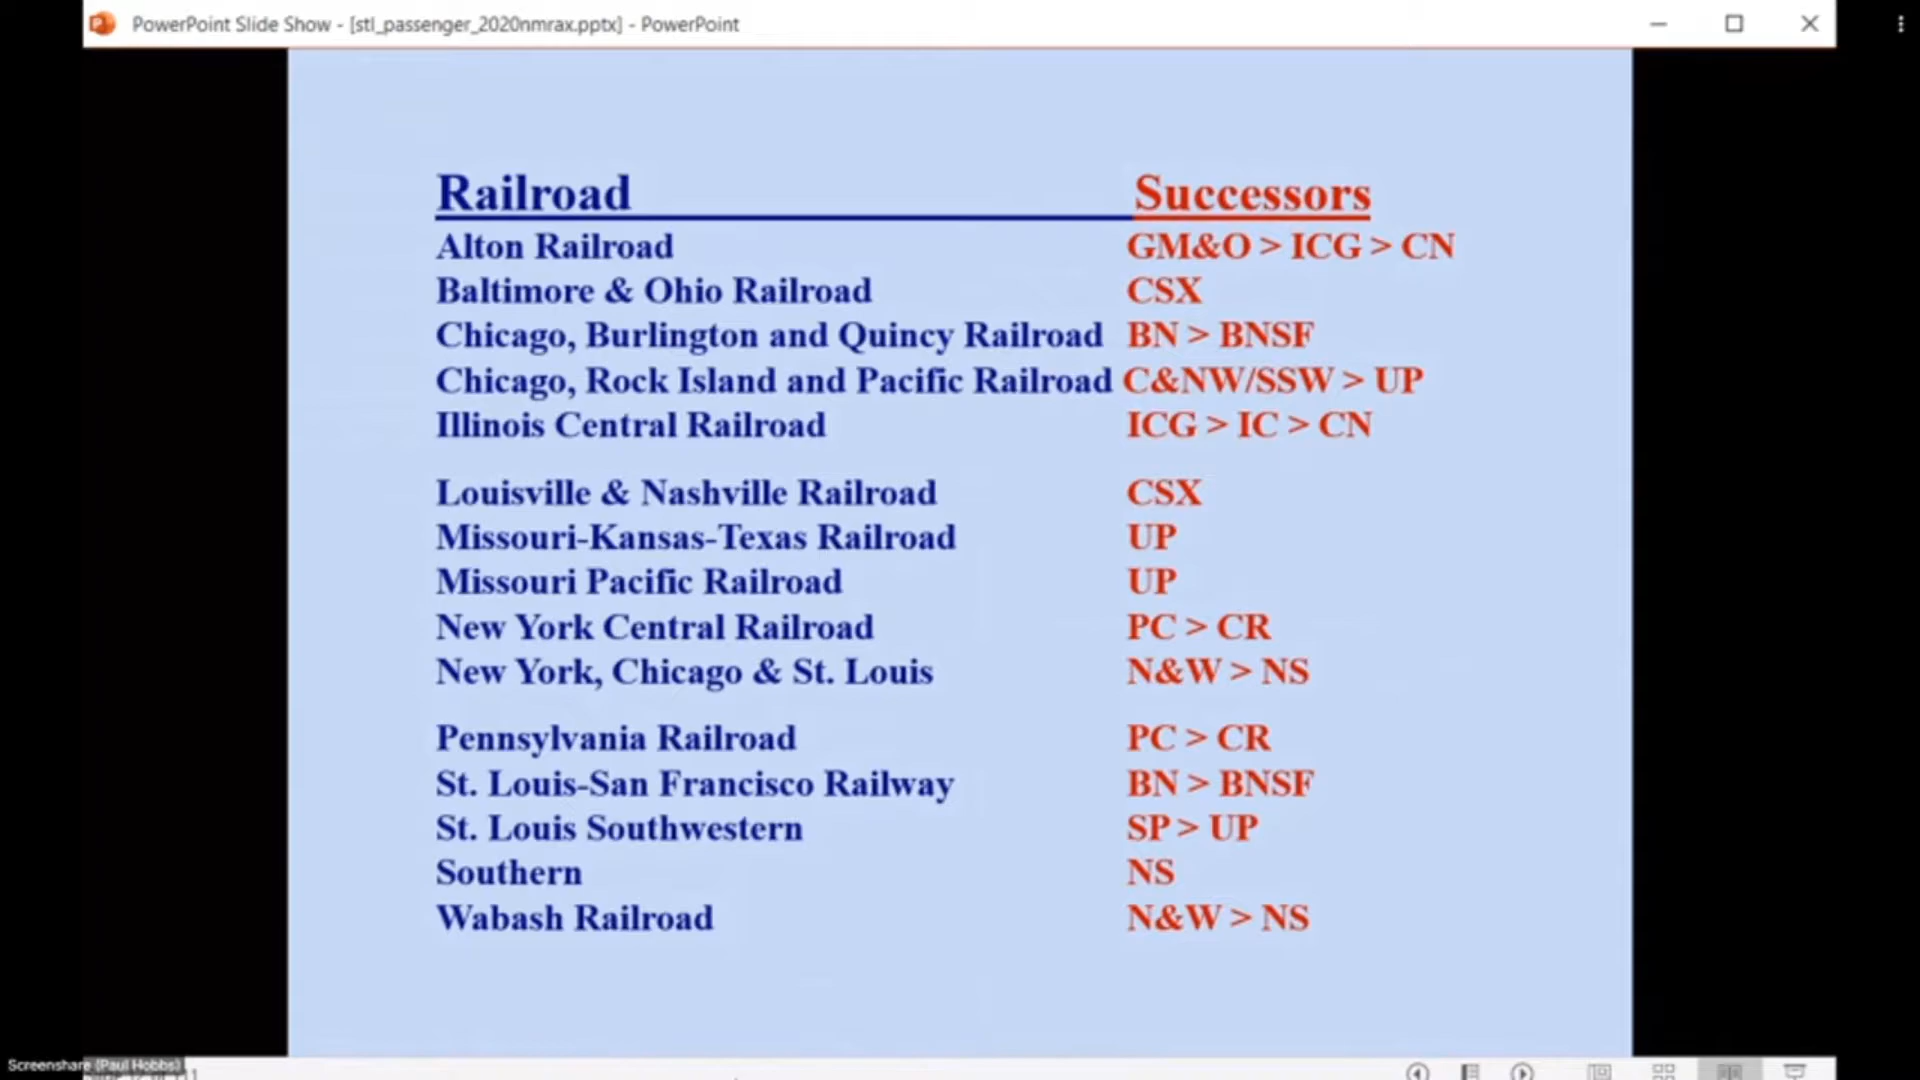 PowerPoint Slide Show - [stl_passenger_2020nmrax.pptx] - PowerPoint
Railroad Successors
Alton Railroad GM&O > ICG > CN
Baltimore & Ohio Railroad CSX
Chicago, Burlington and Quincy Railroad BN > BNSF
Chicago, Rock Island and Pacific Railroad C&NW/SSW > UP
Illinois Central Railroad ICG > IC > CN
Louisville & Nashville Railroad CSX
Missouri-Kansas-Texas Railroad UP
Missouri Pacific Railroad UP
New York Central Railroad PC > CR
New York, Chicago & St. Louis N&W > NS
Pennsylvania Railroad PC > CR
St. Louis-San Francisco Railway BN > BNSF
St. Louis Southwestern SP > UP
Southern NS
Wabash Railroad N&W > NS
Screenshare (Paul Hobbs)